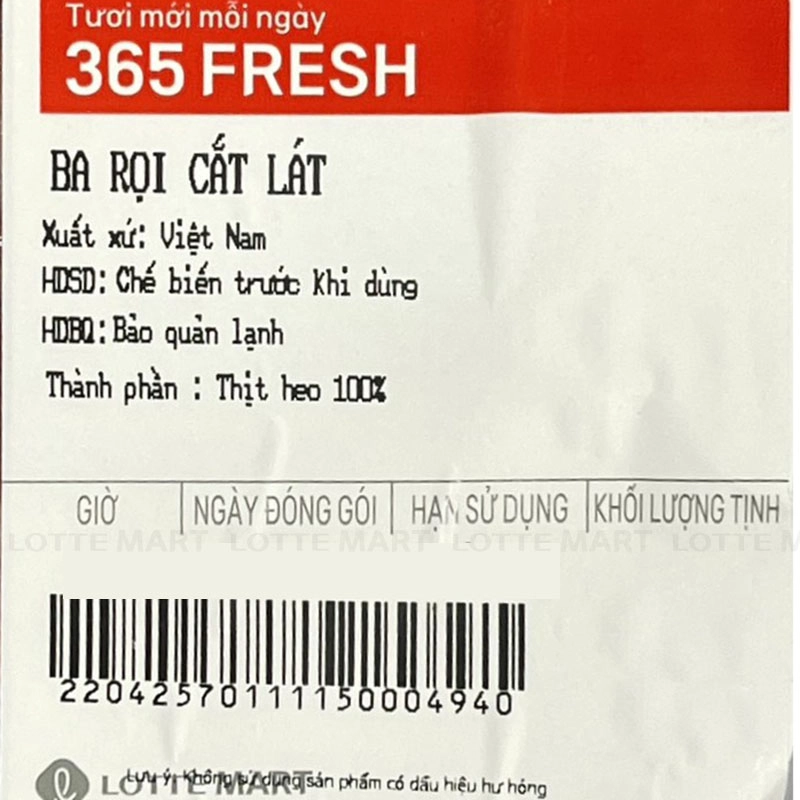 Tươi mới mỗi ngày
365 FRESH
BA RỌI CẮT LÁT
Xuất xứ: Việt Nam
HDSD: Chế biến trước khi dùng
HDBQ: Bảo quản lạnh
Thành phần : Thịt heo 100%
GIỜ NGÀY ĐÓNG GÓI HẠN SỬ DỤNG KHỐI LƯỢNG TỊNH
LOTTE MART LOTTE MART LOTTE MART LOTTE M
22042570111150004940
LOTTE MART
Lưu ý: Không sử dụng sản phẩm có dấu hiệu hư hỏng